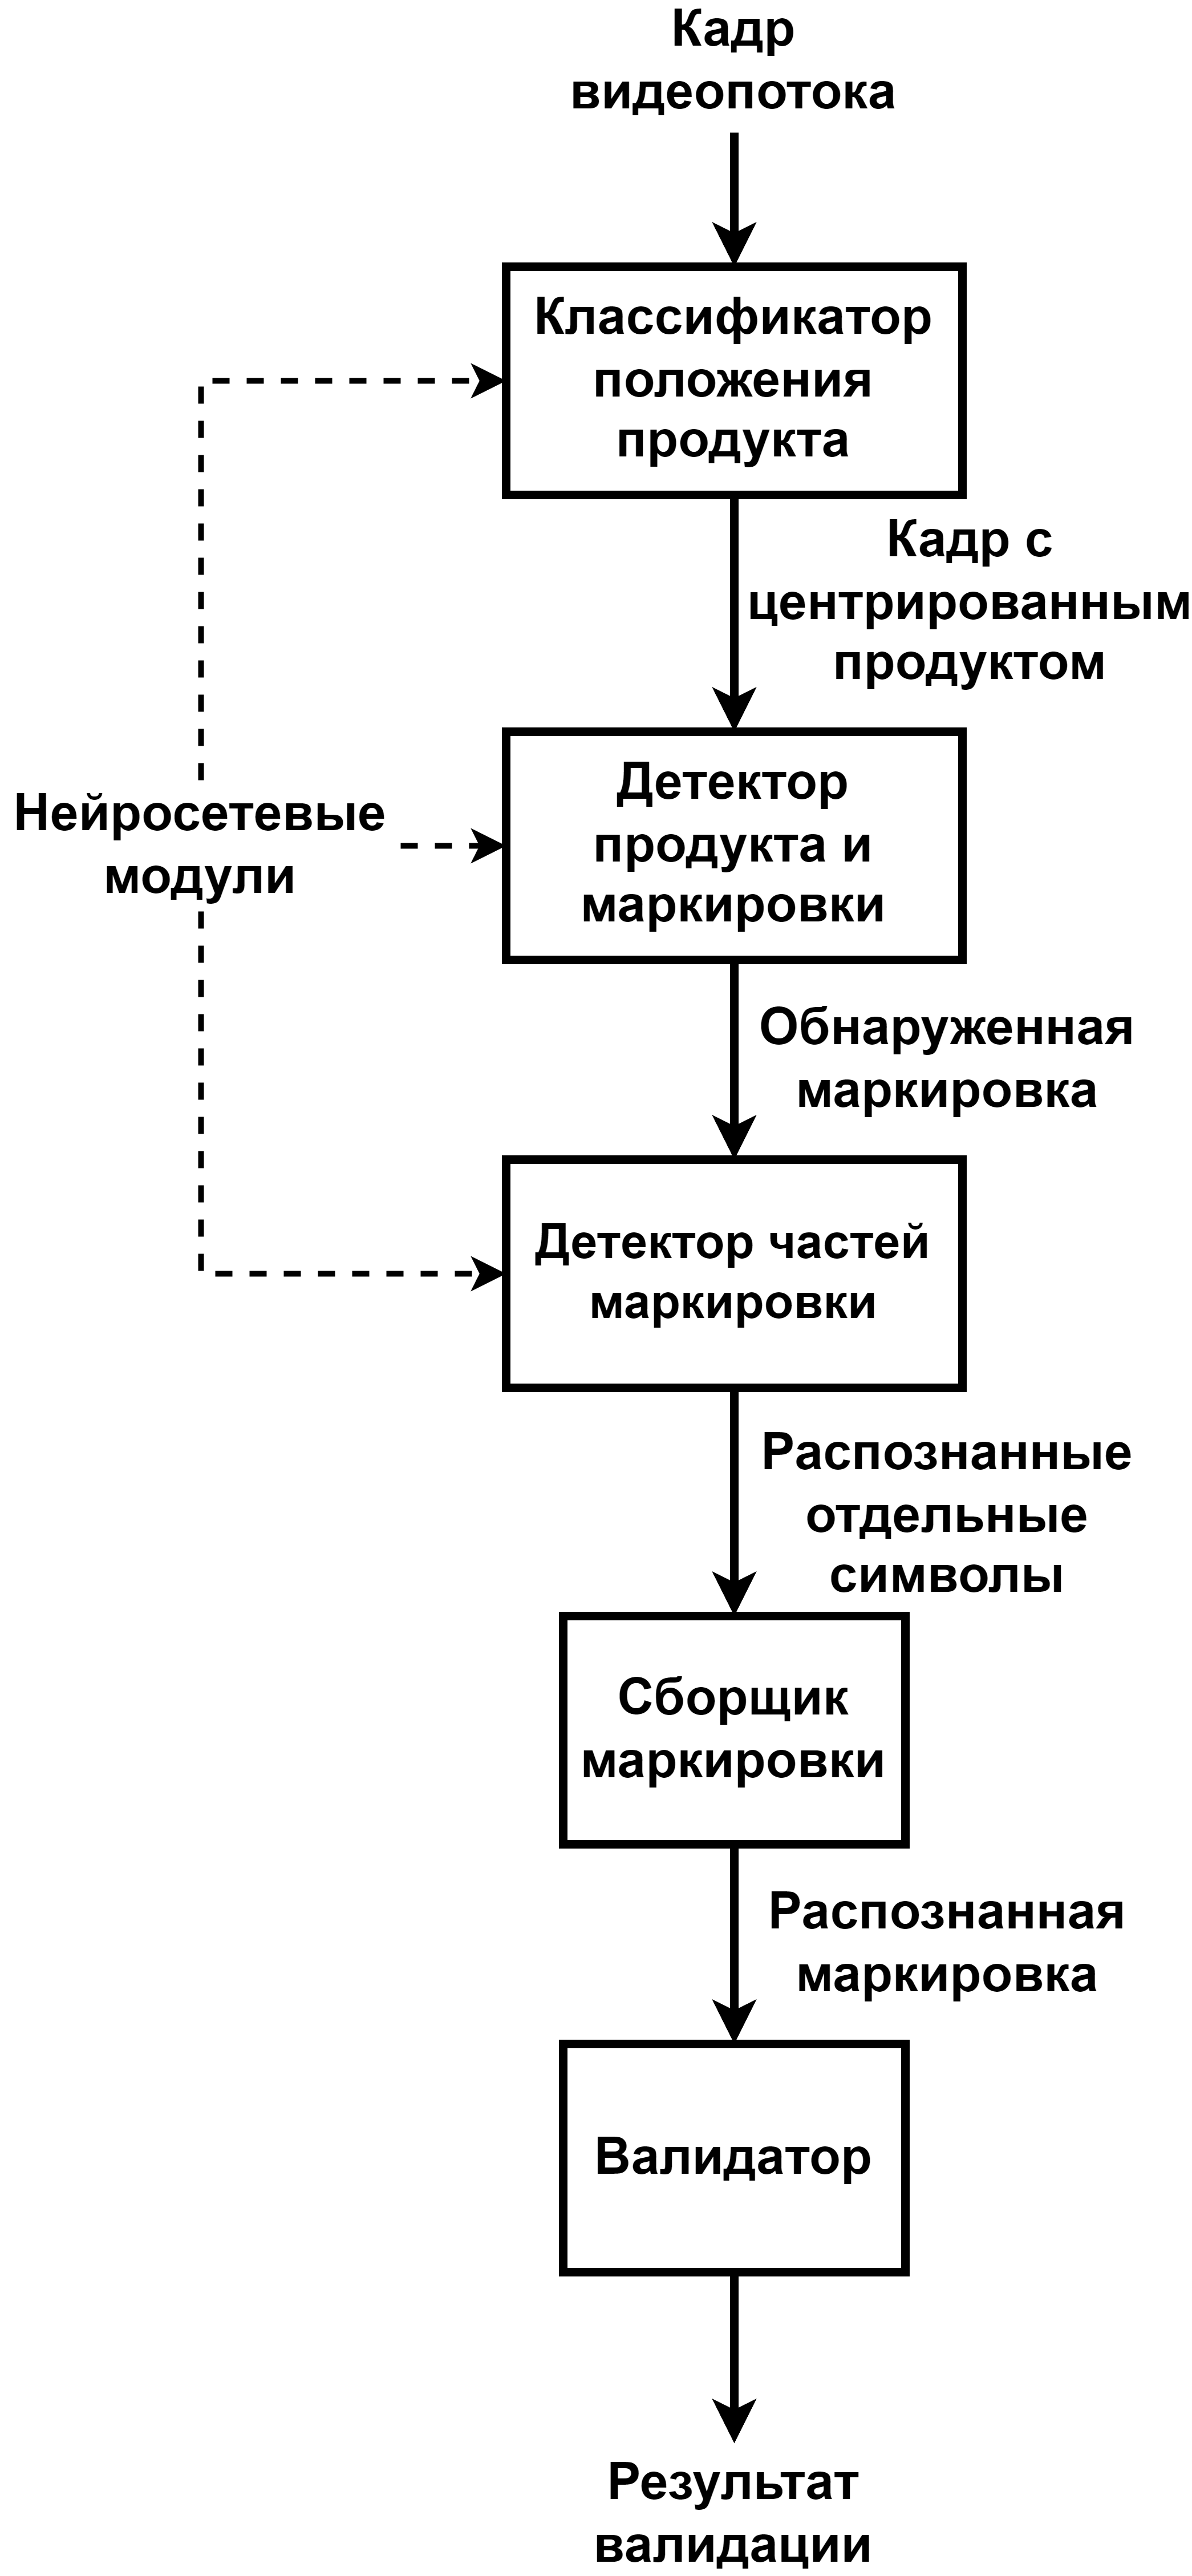 Кадр
видеопотока
Классификатор
положения
продукта
Кадр с
центрированным
продуктом
Нейросетевые
модули
Детектор
продукта и
маркировки
Обнаруженная
маркировка
Детектор частей
маркировки
Распознанные
отдельные
символы
Сборщик
маркировки
Распознанная
маркировка
Валидатор
Результат
валидации